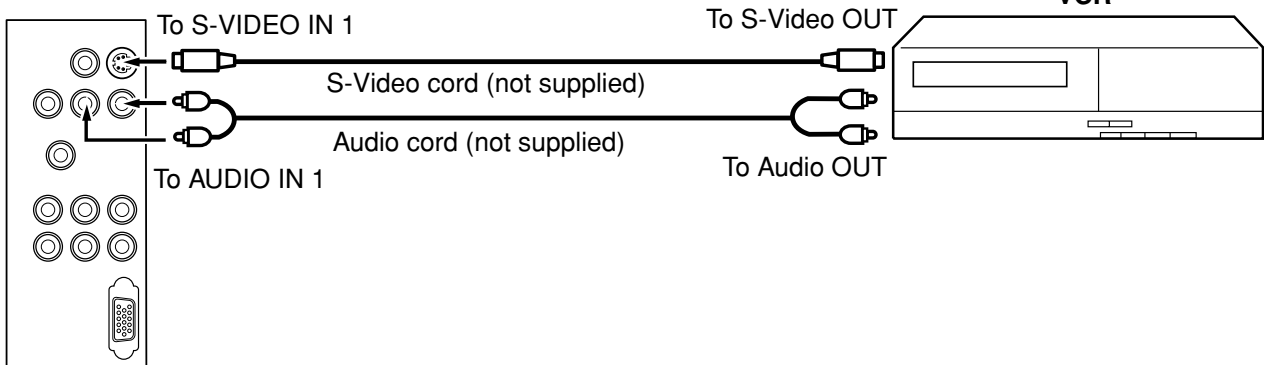 VCR
To S-VIDEO IN 1
To S-Video OUT
S-Video cord (not supplied)
Audio cord (not supplied)
To AUDIO IN 1
To Audio OUT